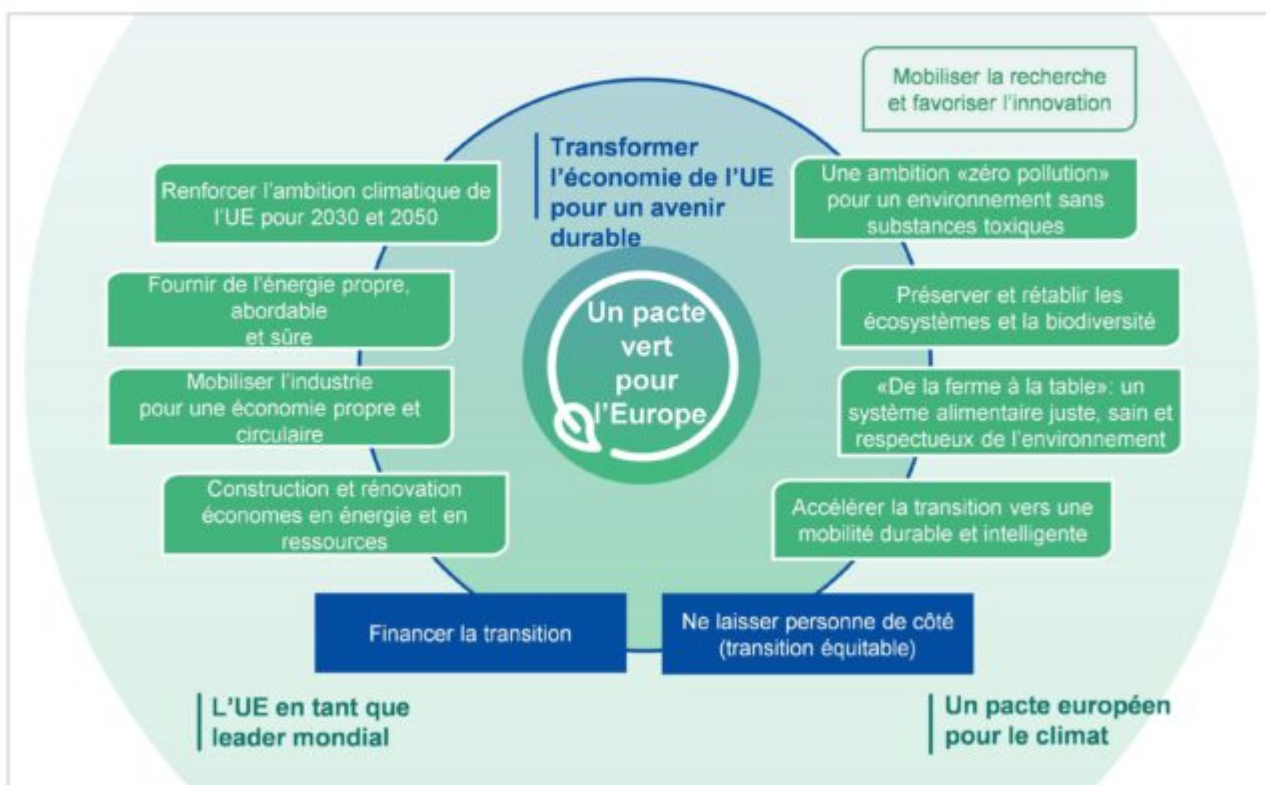 Mobiliser la recherche
et favoriser l’innovation
Transformer
l’économie de l’UE
pour un avenir
durable
Renforcer l’ambition climatique de
l’UE pour 2030 et 2050
Fournir de l’énergie propre,
abordable
et sûre
Mobiliser l’industrie
pour une économie propre et
circulaire
Construction et rénovation
économes en énergie et en
ressources
Un pacte
vert
pour
l’Europe
Une ambition «zéro pollution»
pour un environnement sans
substances toxiques
Préserver et rétablir les
écosystèmes et la biodiversité
«De la ferme à la table»: un
système alimentaire juste, sain et
respectueux de l’environnement
Accélérer la transition vers une
mobilité durable et intelligente
Financer la transition
Ne laisser personne de côté
(transition équitable)
L’UE en tant que
leader mondial
Un pacte européen
pour le climat